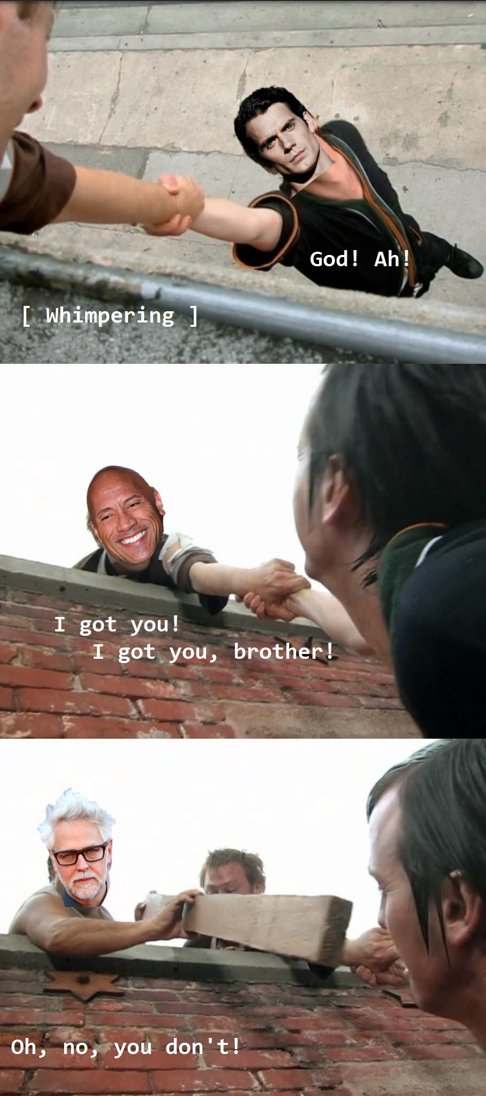 God! Ah!
[ Whimpering ]
I got you!
I got you, brother!
Oh, no, you don't!